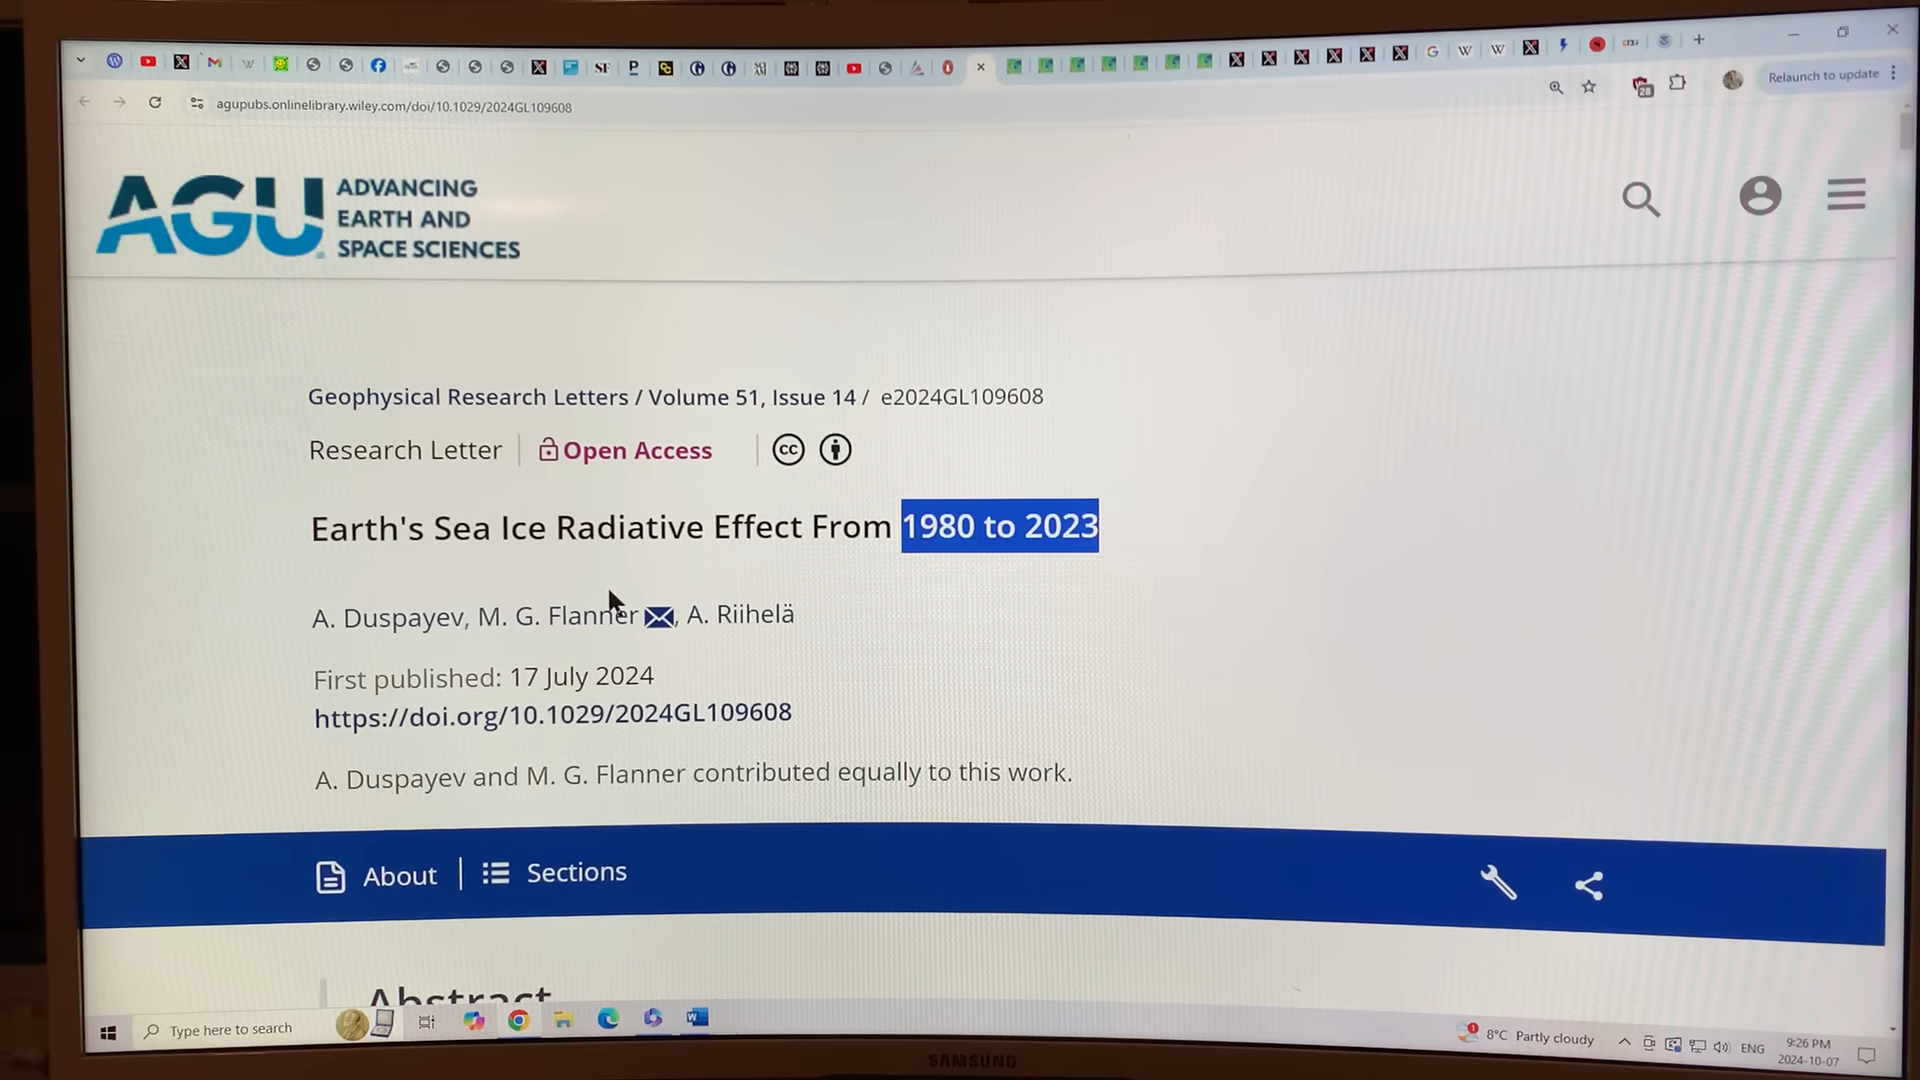 Relaunch to update
agupubs.onlinelibrary.wiley.com/doi/10.1029/2024GL109608
28
AGU ADVANCING
EARTH AND
SPACE SCIENCES
Geophysical Research Letters / Volume 51, Issue 14 / e2024GL109608
Research Letter | Open Access
cc
Earth's Sea Ice Radiative Effect From 1980 to 2023
A. Duspayev, M. G. Flanner, A. Riihelä
First published: 17 July 2024
https://doi.org/10.1029/2024GL109608
A. Duspayev and M. G. Flanner contributed equally to this work.
About | Sections
Abstract
Type here to search
8°C Partly cloudy
ENG
9:26 PM
2024-10-07
SAMSUNG